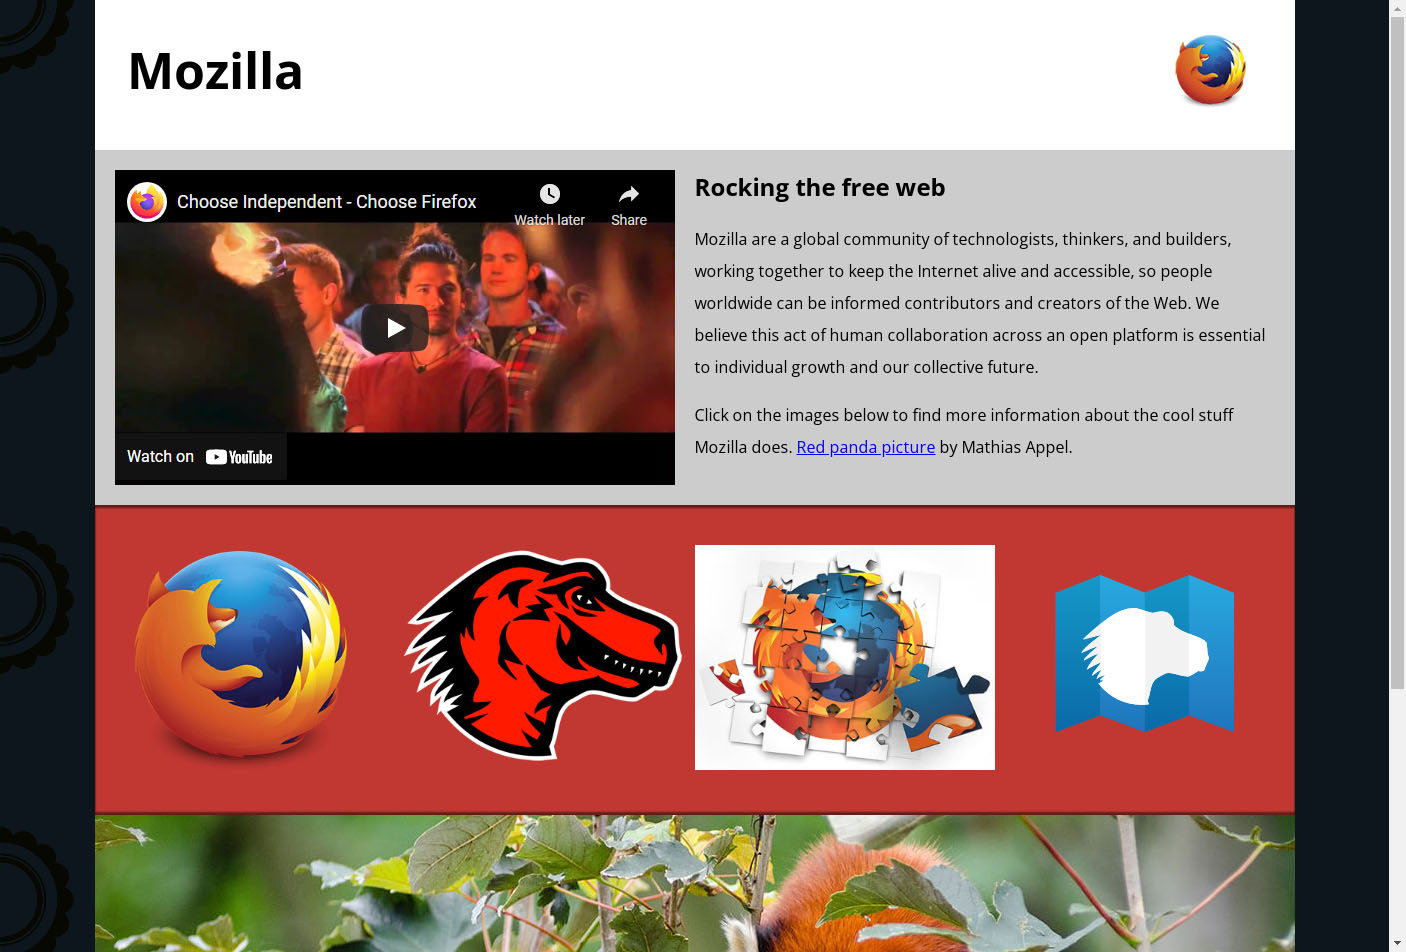 Mozilla
Choose Independent - Choose Firefox
Watch later
Share
Watch on YouTube
Rocking the free web
Mozilla are a global community of technologists, thinkers, and builders,
working together to keep the Internet alive and accessible, so people
worldwide can be informed contributors and creators of the Web. We
believe this act of human collaboration across an open platform is essential
to individual growth and our collective future.
Click on the images below to find more information about the cool stuff
Mozilla does. Red panda picture by Mathias Appel.